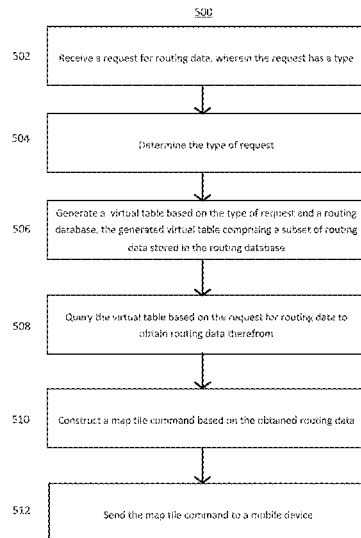 500
502
Receive a request for routing data, wherein the request has a type
504
Determine the type of request
506
Generate a virtual table based on the type of request and a routing
database, the generated virtual table comprising a subset of routing
data stored in the routing database
508
Query the virtual table based on the request for routing data to
obtain routing data therefrom
510
Construct a map tile command based on the obtained routing data
512
Send the map tile command to a mobile device